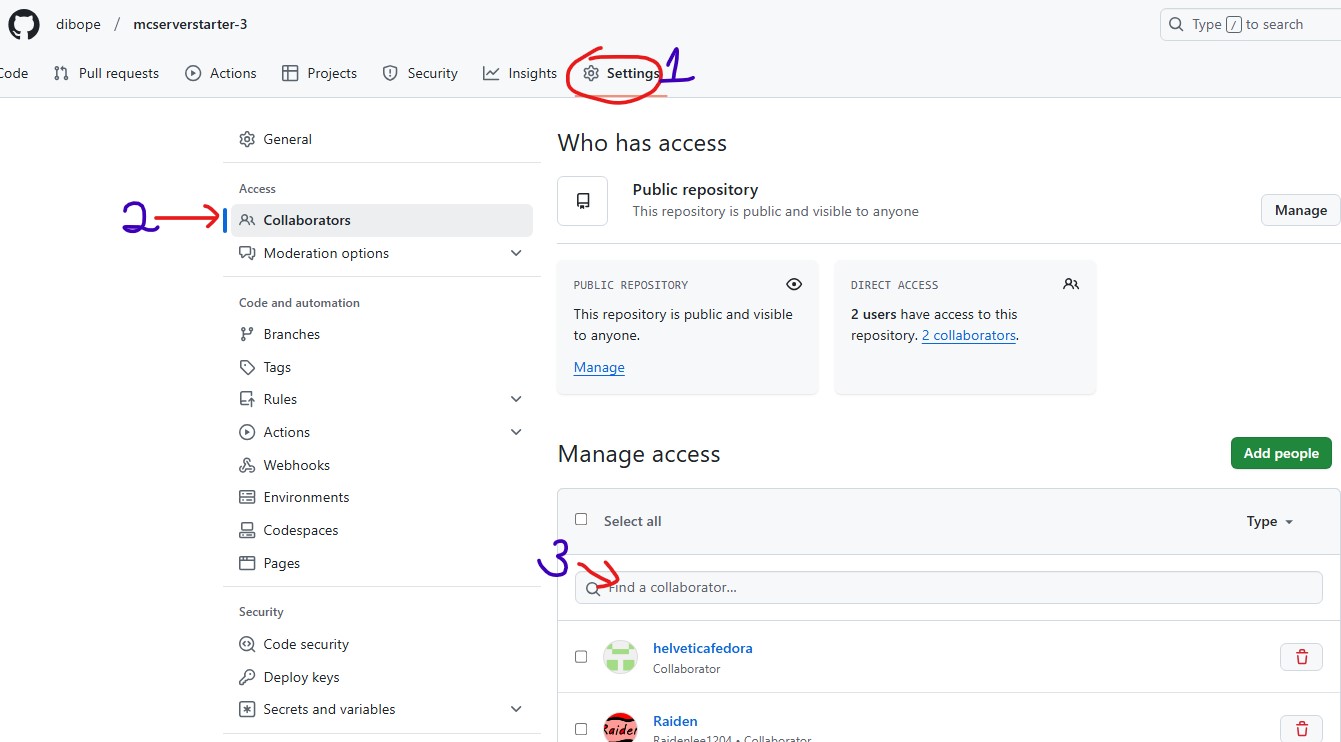 dibope / mcserverstarter-3
Type / to search
Code
Pull requests
Actions
Projects
Security
Insights
Settings
1
General
Access
2
Collaborators
Moderation options
Code and automation
Branches
Tags
Rules
Actions
Webhooks
Environments
Codespaces
Pages
Security
Code security
Deploy keys
Secrets and variables
Who has access
Public repository
This repository is public and visible to anyone
Manage
PUBLIC REPOSITORY
This repository is public and visible
to anyone.
Manage
DIRECT ACCESS
2 users have access to this
repository. 2 collaborators.
Manage access
Add people
Select all
Type
3
Find a collaborator...
helveticafedora
Collaborator
Raiden
Raiden
Raidenlee1204 • Collaborator